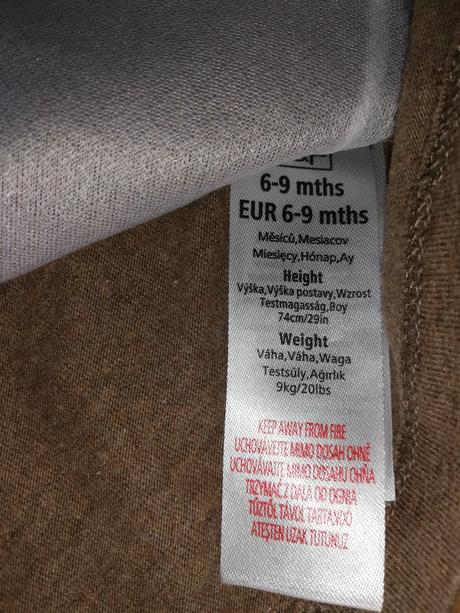 6-9 mths
EUR 6-9 mths
Měsíců,Mesiacov
Miesięcy,Hónap,Ay
Height
Výška,Výška postavy,Wzrost
Testmagasság,Boy
74cm/29in
Weight
Váha,Váha,Waga
Testsúly,Ağırlık
9kg/20lbs
KEEP AWAY FROM FIRE
UCHOVÁVEJTE MIMO DOSAH OHNĚ
UCHOVÁVAJTE MIMO DOSAHU OHŇA
TRZYMAĆ Z DALA OD OGNIA
TŰZTŐL TÁVOL TARTANDÓ
ATEŞTEN UZAK TUTUNUZ